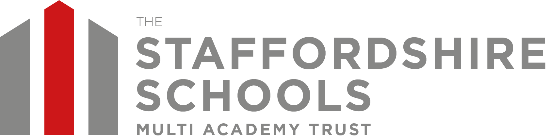 THE
STAFFORDSHIRE
SCHOOLS
MULTI ACADEMY TRUST